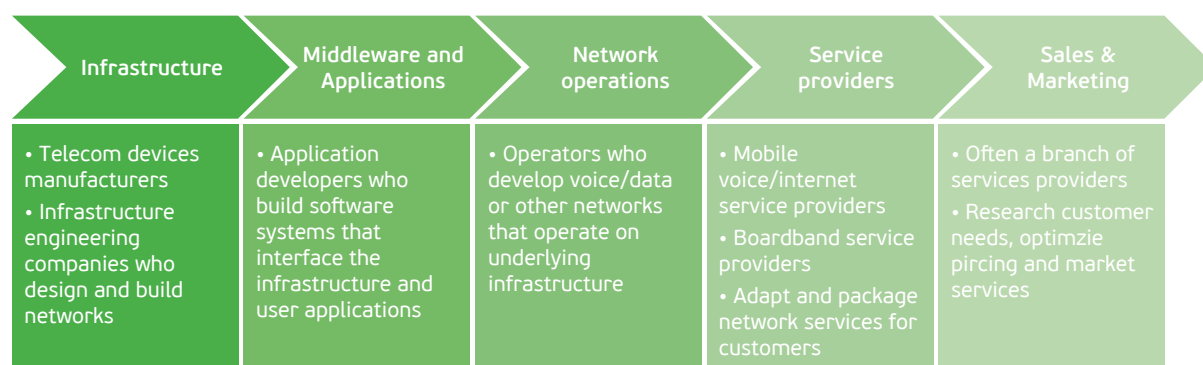 Infrastructure
Middleware and
Applications
Network
operations
Service
providers
Sales &
Marketing
• Telecom devices
manufacturers
• Infrastructure
engineering
companies who
design and build
networks
• Application
developers who
build software
systems that
interface the
infrastructure and
user applications
• Operators who
develop voice/data
or other networks
that operate on
underlying
infrastructure
• Mobile
voice/internet
service providers
• Boardband service
providers
• Adapt and package
network services for
customers
• Often a branch of
services providers
• Research customer
needs, optimzie
pircing and market
services